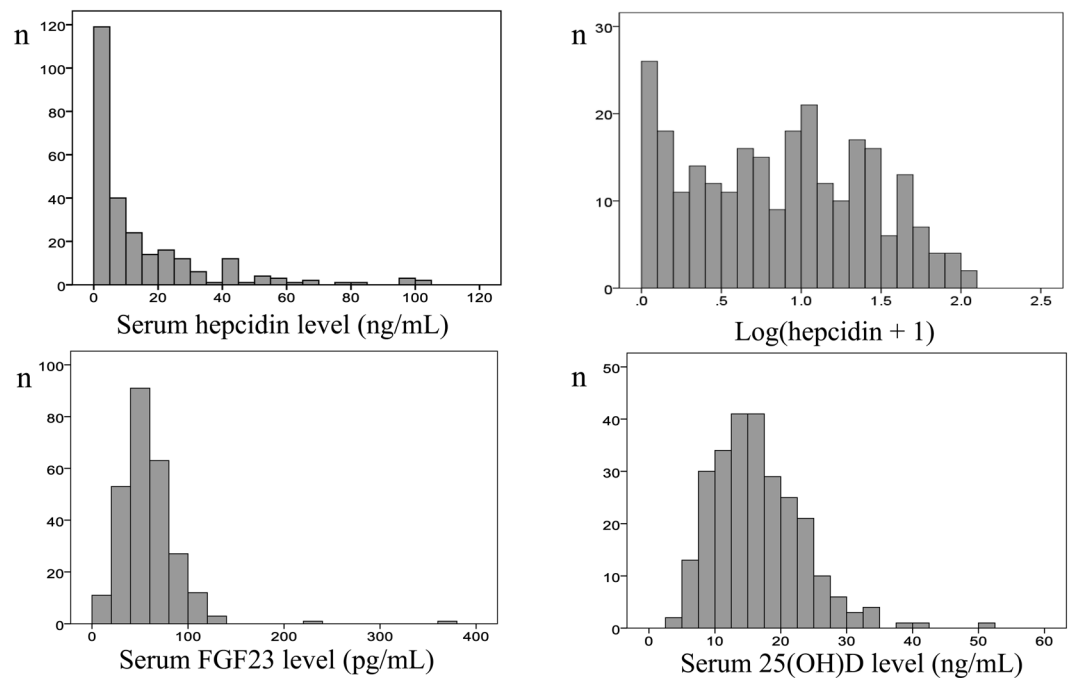 n
120
100
80
60
40
20
0
0 20 40 60 80 100 120
Serum hepcidin level (ng/mL)
n
30
20
10
0
.0 .5 1.0 1.5 2.0 2.5
Log(hepcidin + 1)
n
100
80
60
40
20
0
0 100 200 300 400
Serum FGF23 level (pg/mL)
n
50
40
30
20
10
0
0 10 20 30 40 50 60
Serum 25(OH)D level (ng/mL)